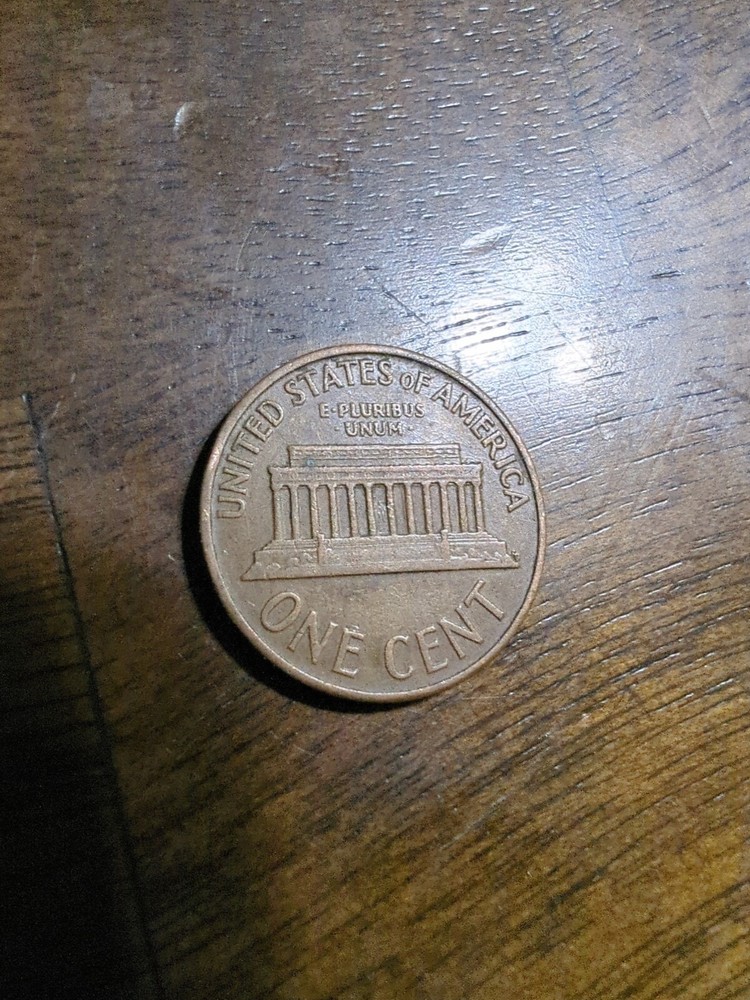 UNITED STATES OF AMERICA
E·PLURIBUS
·UNUM·
ONE CENT